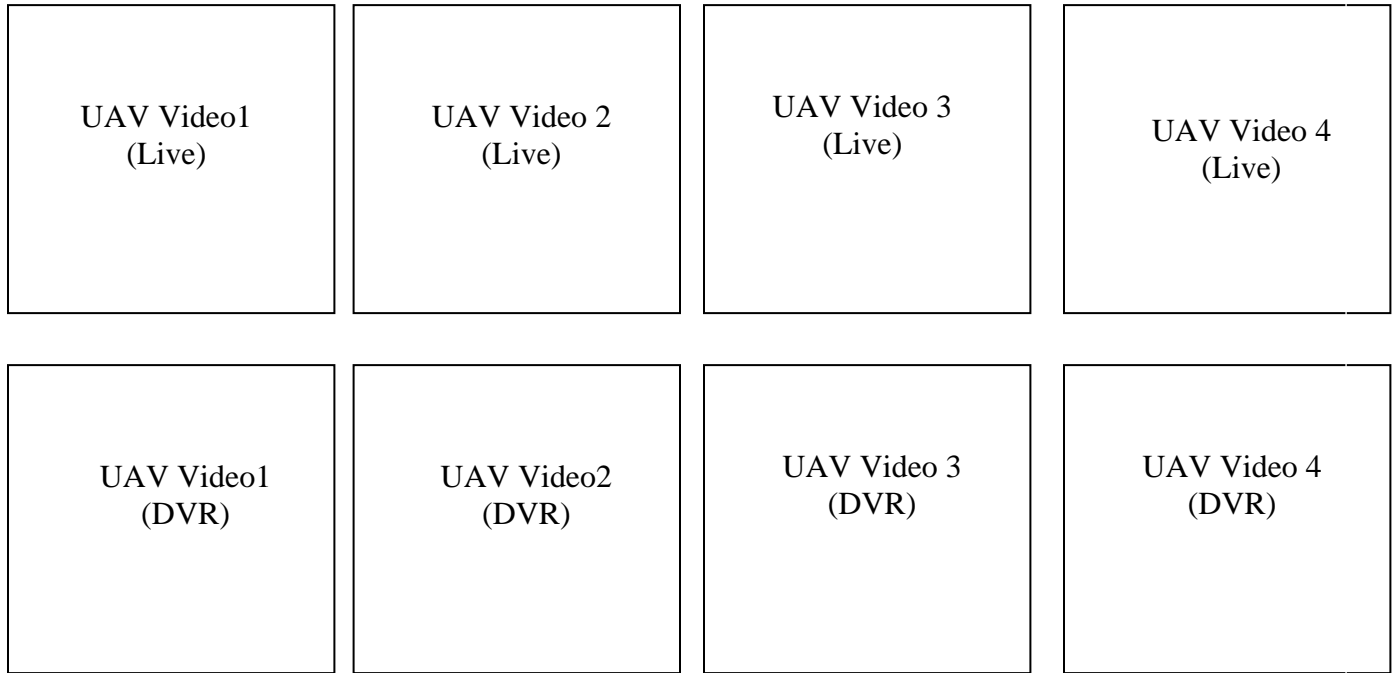 UAV Video1
(Live)
UAV Video 2
(Live)
UAV Video 3
(Live)
UAV Video 4
(Live)
UAV Video1
(DVR)
UAV Video2
(DVR)
UAV Video 3
(DVR)
UAV Video 4
(DVR)